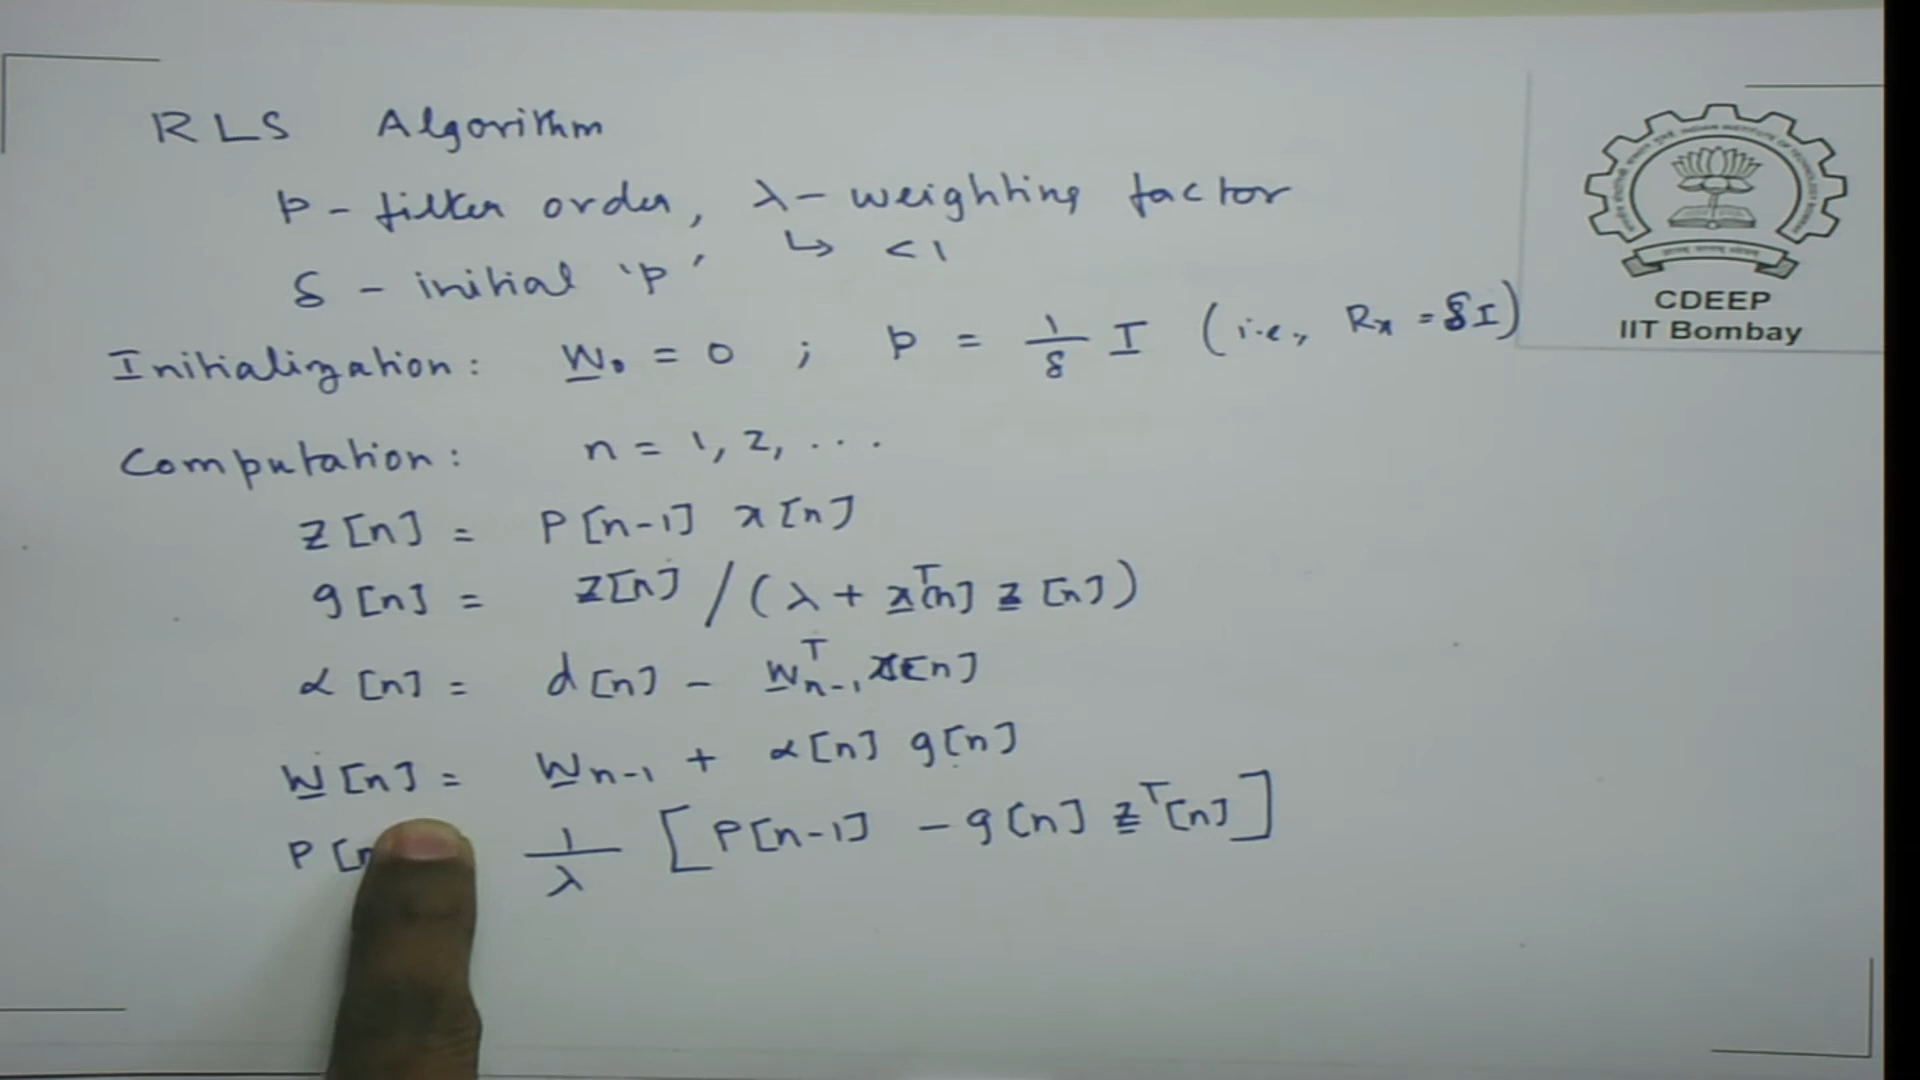 RLS Algorithm
p - filter order, λ - weighting factor
↳ < 1
δ - initial 'p'
Initialization: w₀ = 0 ; p = 1/δ I (i.e., Rx = δI)
Computation: n = 1, 2, ...
z[n] = P[n-1] x[n]
g[n] = z[n] / (λ + xᵀ[n] z[n])
α[n] = d[n] - wᵀn-1 x[n]
W[n] = Wn-1 + α[n] g[n]
P[n 1/λ [P[n-1] - g[n] zᵀ[n]]
CDEEP
IIT Bombay